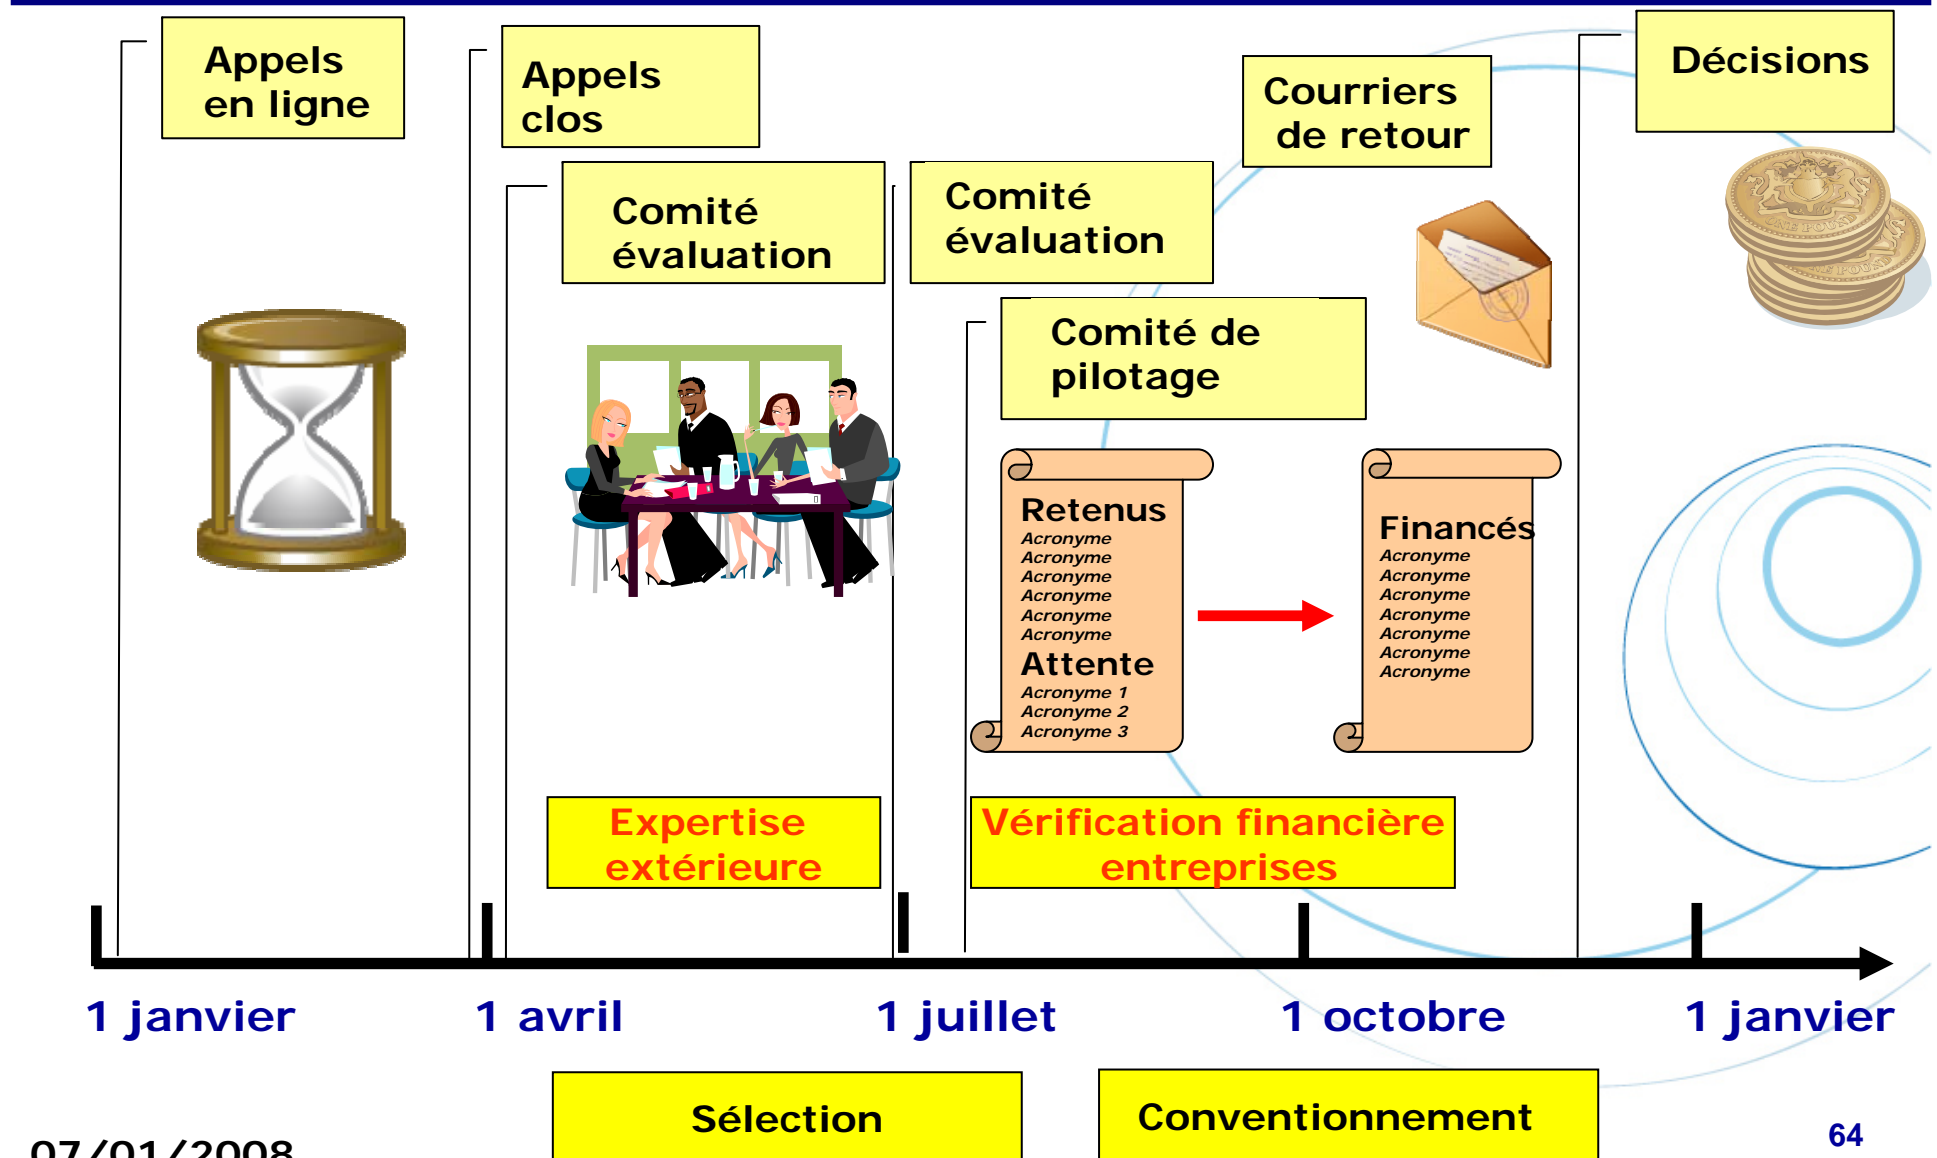 Appels
en ligne
Appels
clos
Comité
évaluation
Comité
évaluation
Comité de
pilotage
Courriers
de retour
Décisions
ONE POUND
Retenus
Acronyme
Acronyme
Acronyme
Acronyme
Acronyme
Acronyme
Attente
Acronyme 1
Acronyme 2
Acronyme 3
Financés
Acronyme
Acronyme
Acronyme
Acronyme
Acronyme
Acronyme
Acronyme
Expertise
extérieure
Vérification financière
entreprises
1 janvier
1 avril
1 juillet
1 octobre
1 janvier
Sélection
Conventionnement
07/01/2008
64